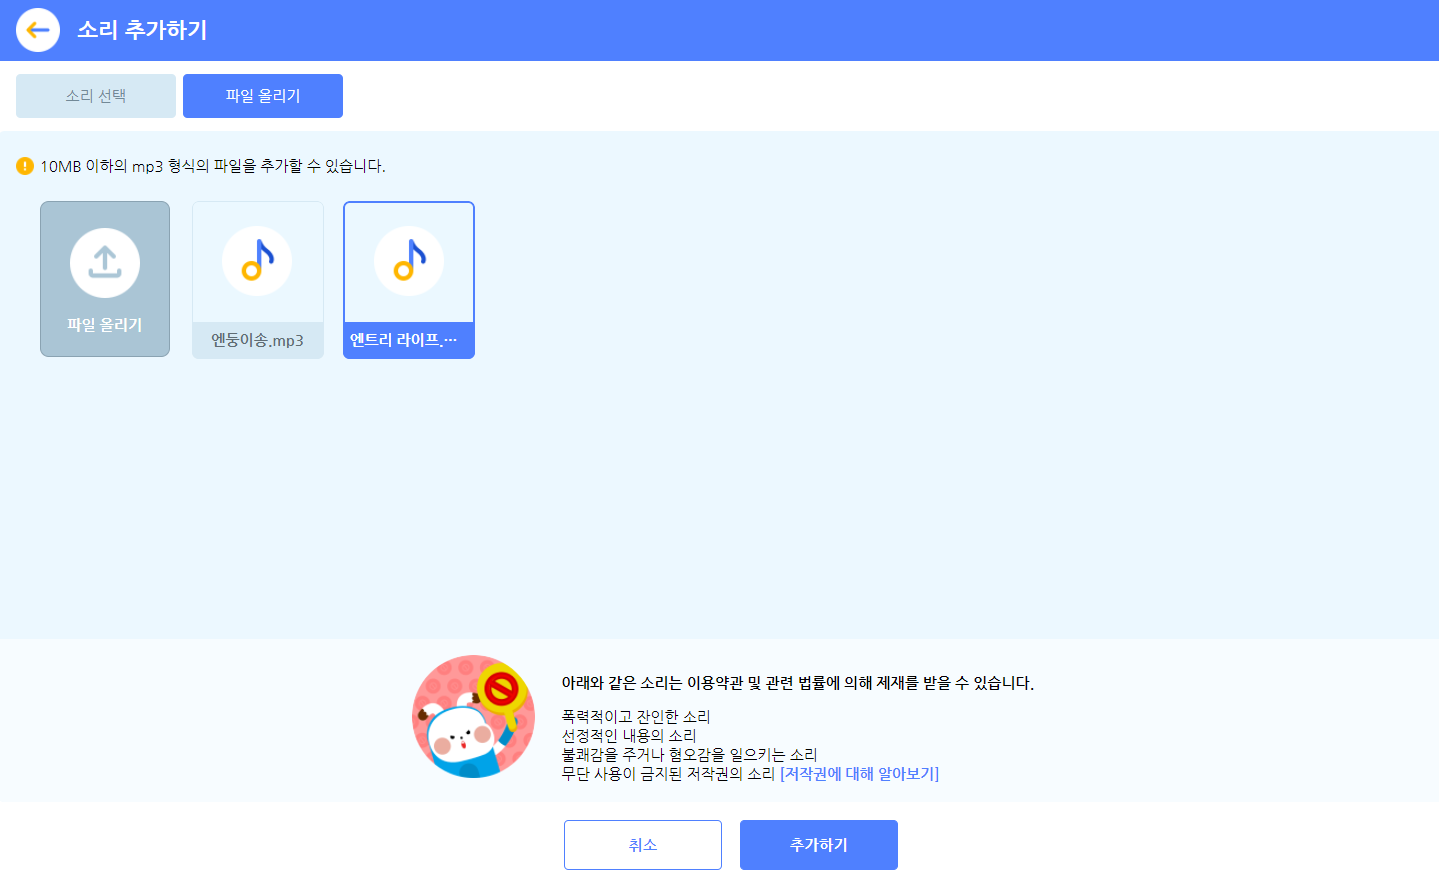 소리 추가하기
소리 선택
파일 올리기
10MB 이하의 mp3 형식의 파일을 추가할 수 있습니다.
파일 올리기
엔둥이송.mp3
엔트리 라이프.…
아래와 같은 소리는 이용약관 및 관련 법률에 의해 제재를 받을 수 있습니다.
폭력적이고 잔인한 소리
선정적인 내용의 소리
불쾌감을 주거나 혐오감을 일으키는 소리
무단 사용이 금지된 저작권의 소리 [저작권에 대해 알아보기]
취소
추가하기